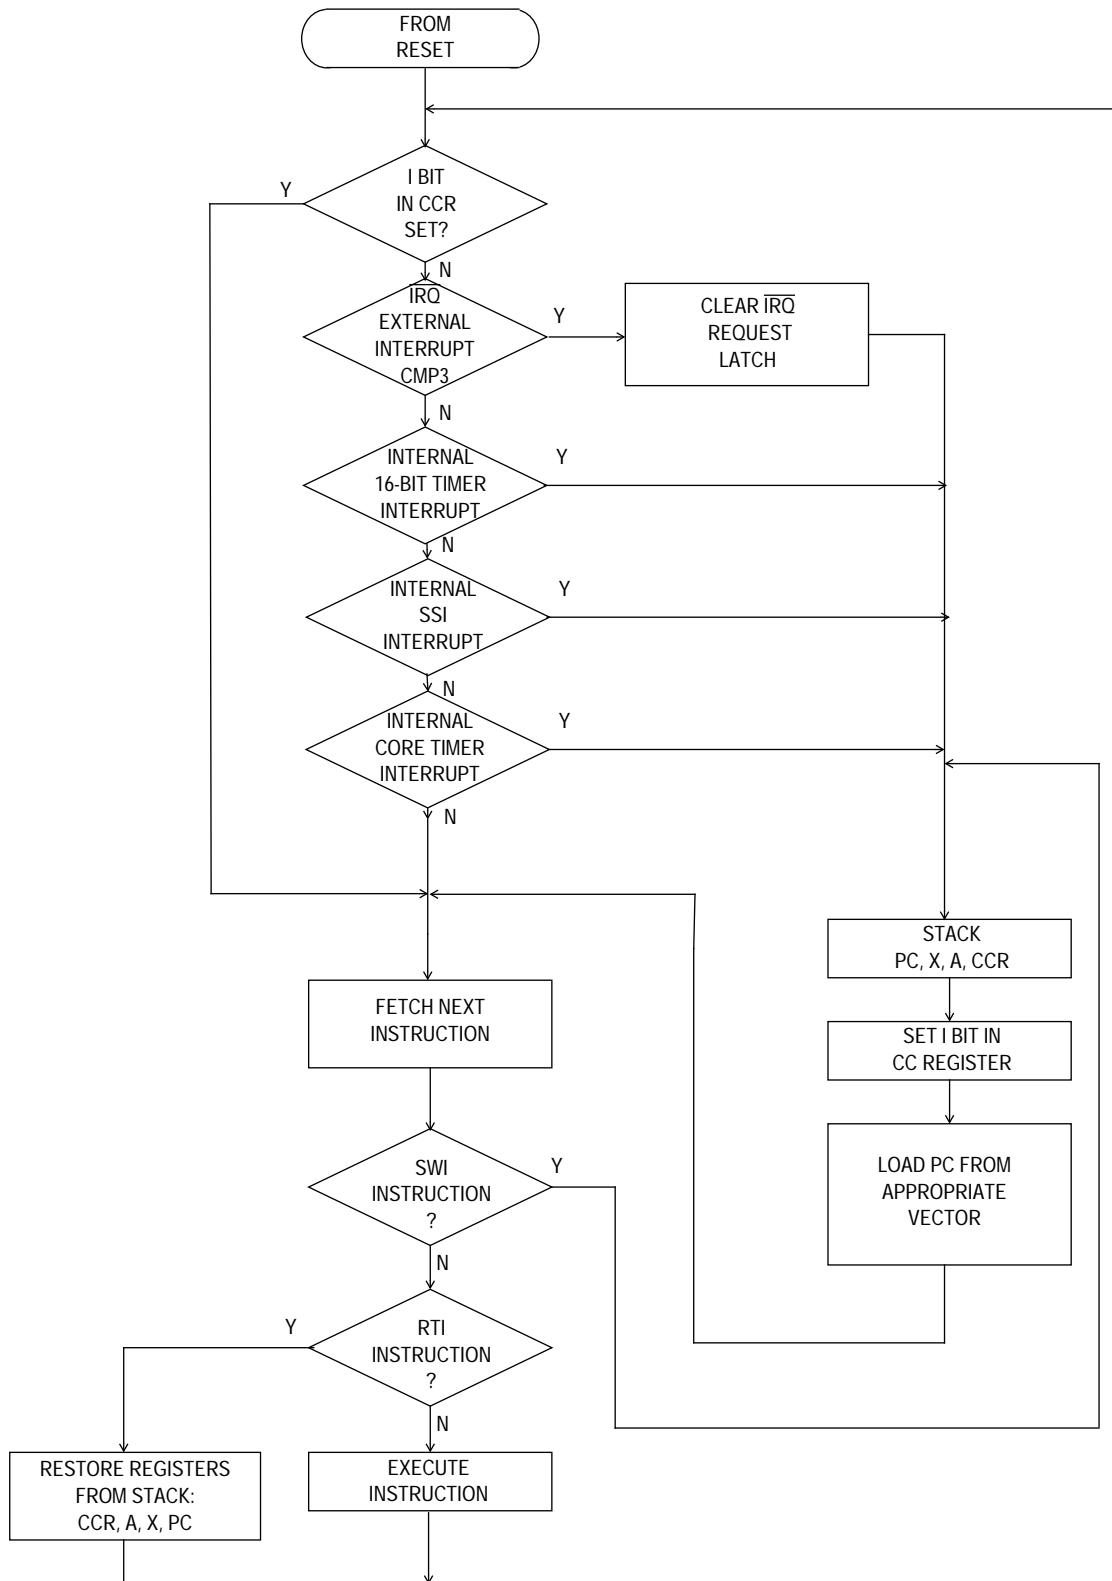 FROM
RESET
Y
I BIT
IN CCR
SET?
N
IRQ
EXTERNAL
INTERRUPT
CMP3
Y
CLEAR IRQ
REQUEST
LATCH
N
INTERNAL
16-BIT TIMER
INTERRUPT
Y
N
INTERNAL
SSI
INTERRUPT
Y
N
INTERNAL
CORE TIMER
INTERRUPT
Y
N
STACK
PC, X, A, CCR
FETCH NEXT
INSTRUCTION
SET I BIT IN
CC REGISTER
SWI
INSTRUCTION
?
Y
LOAD PC FROM
APPROPRIATE
VECTOR
N
Y
RTI
INSTRUCTION
?
N
RESTORE REGISTERS
FROM STACK:
CCR, A, X, PC
EXECUTE
INSTRUCTION